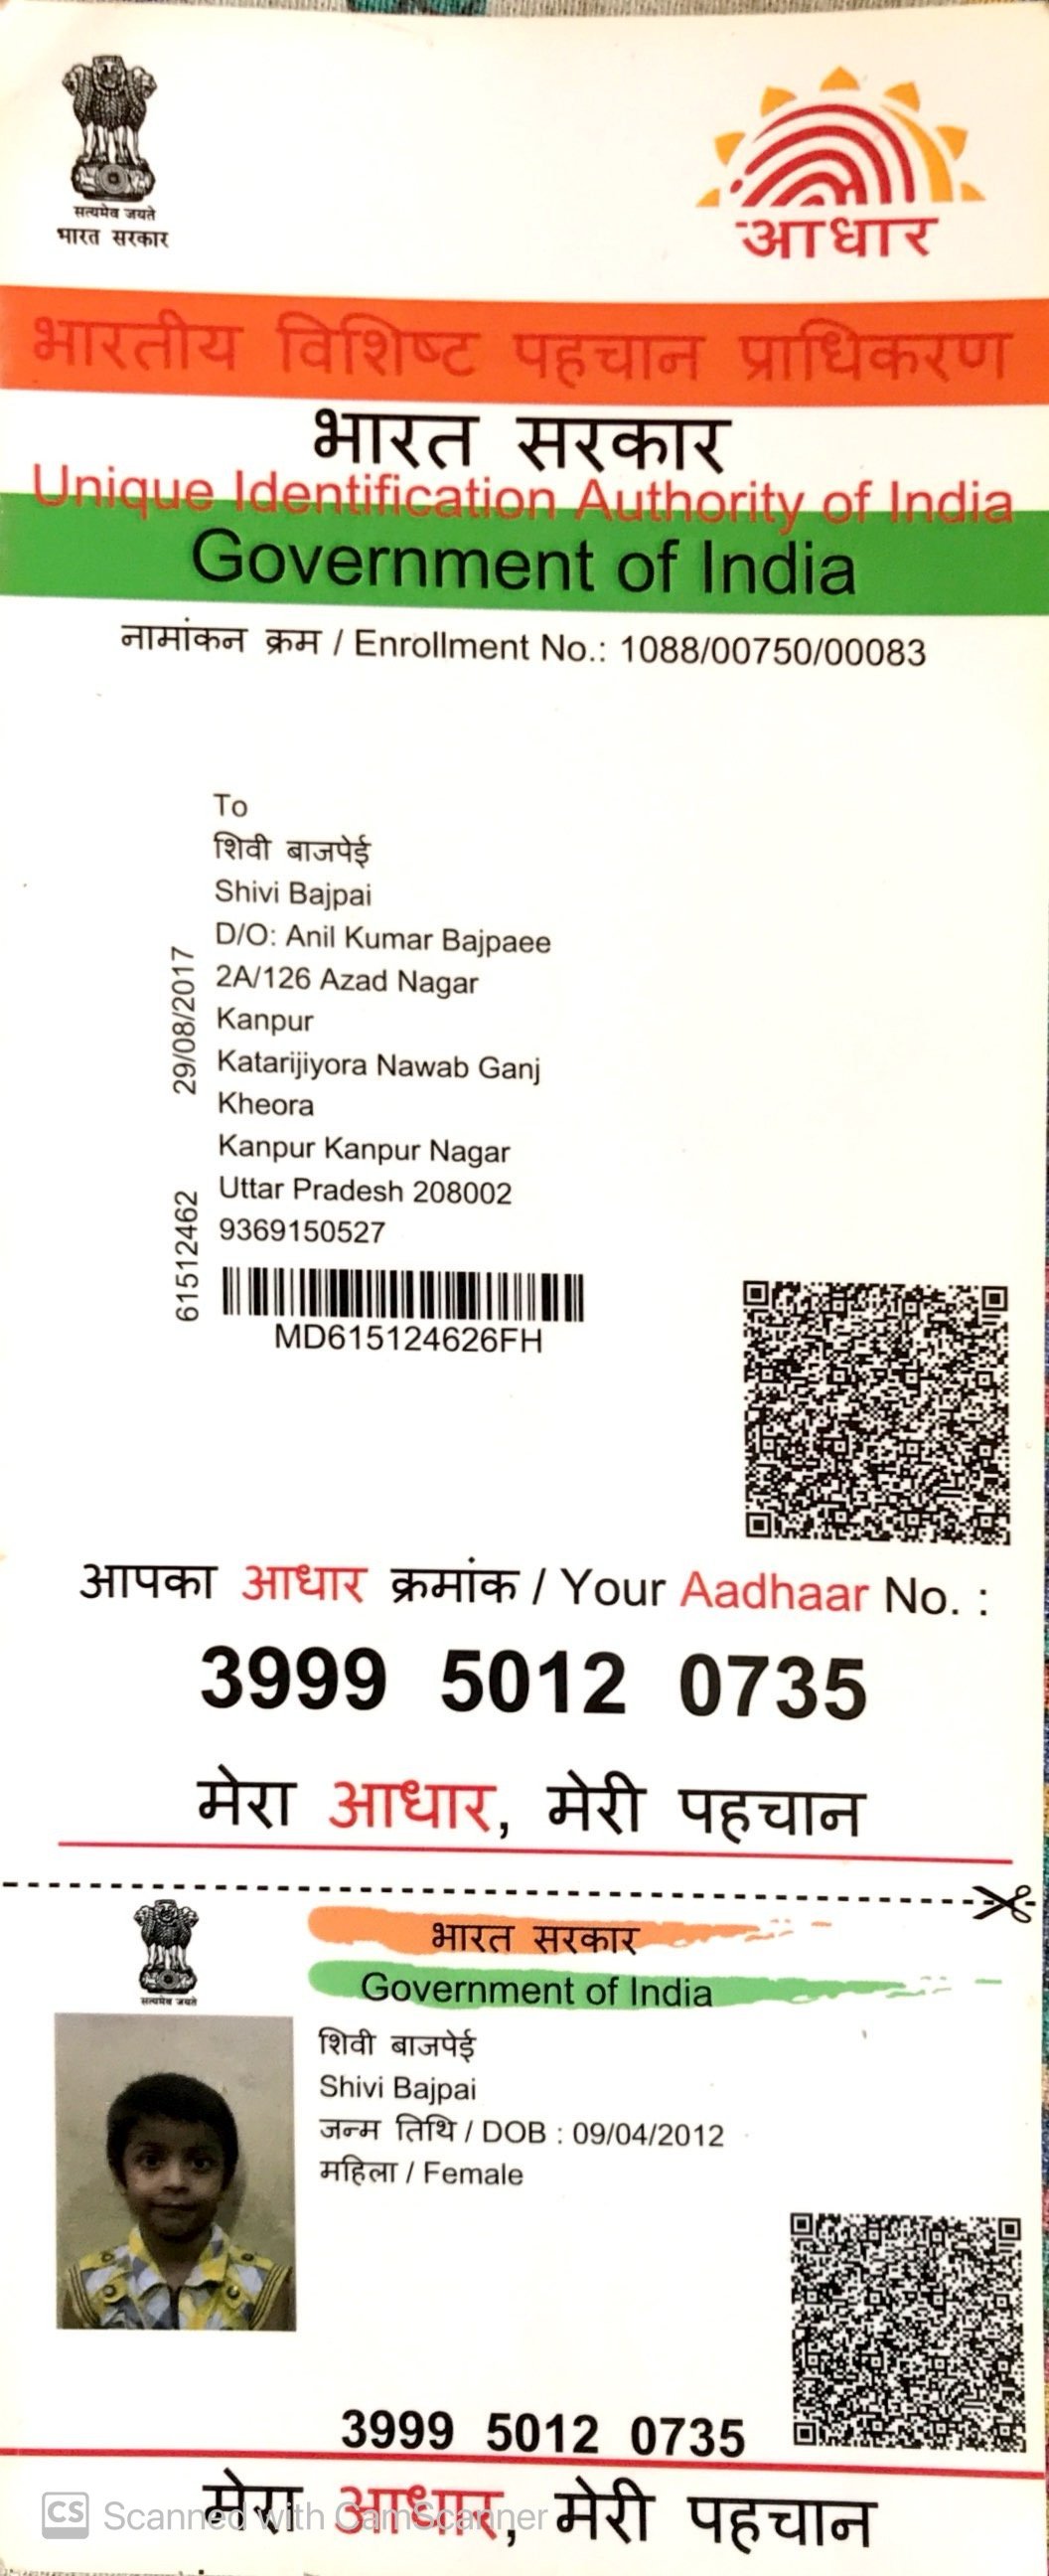 सत्यमेव जयते
भारत सरकार
आधार
भारतीय विशिष्ट पहचान प्राधिकरण
भारत सरकार
Unique Identification Authority of India
Government of India
नामांकन क्रम / Enrollment No.: 1088/00750/00083
To
शिवी बाजपेई
Shivi Bajpai
D/O: Anil Kumar Bajpaee
2A/126 Azad Nagar
Kanpur
Katarijiyora Nawab Ganj
Kheora
Kanpur Kanpur Nagar
Uttar Pradesh 208002
9369150527
29/08/2017
61512462
MD615124626FH
आपका आधार क्रमांक / Your Aadhaar No. :
3999 5012 0735
मेरा आधार, मेरी पहचान
सत्यमेव जयते
भारत सरकार
Government of India
शिवी बाजपेई
Shivi Bajpai
जन्म तिथि / DOB : 09/04/2012
महिला / Female
3999 5012 0735
मेरा आधार, मेरी पहचान
CS Scanned with CamScanner